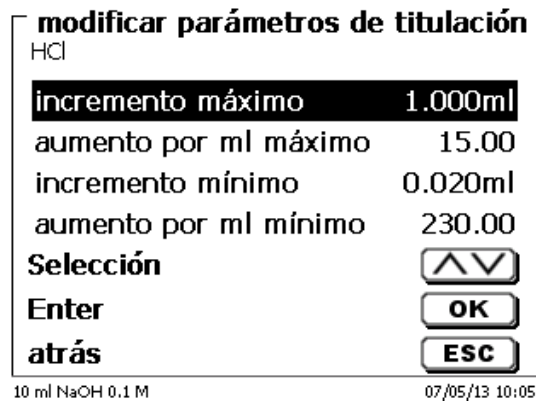 modificar parámetros de titulación
HCl
incremento máximo 1.000ml
aumento por ml máximo 15.00
incremento mínimo 0.020ml
aumento por ml mínimo 230.00
Selección
Enter OK
atrás ESC
10 ml NaOH 0.1 M 07/05/13 10:05